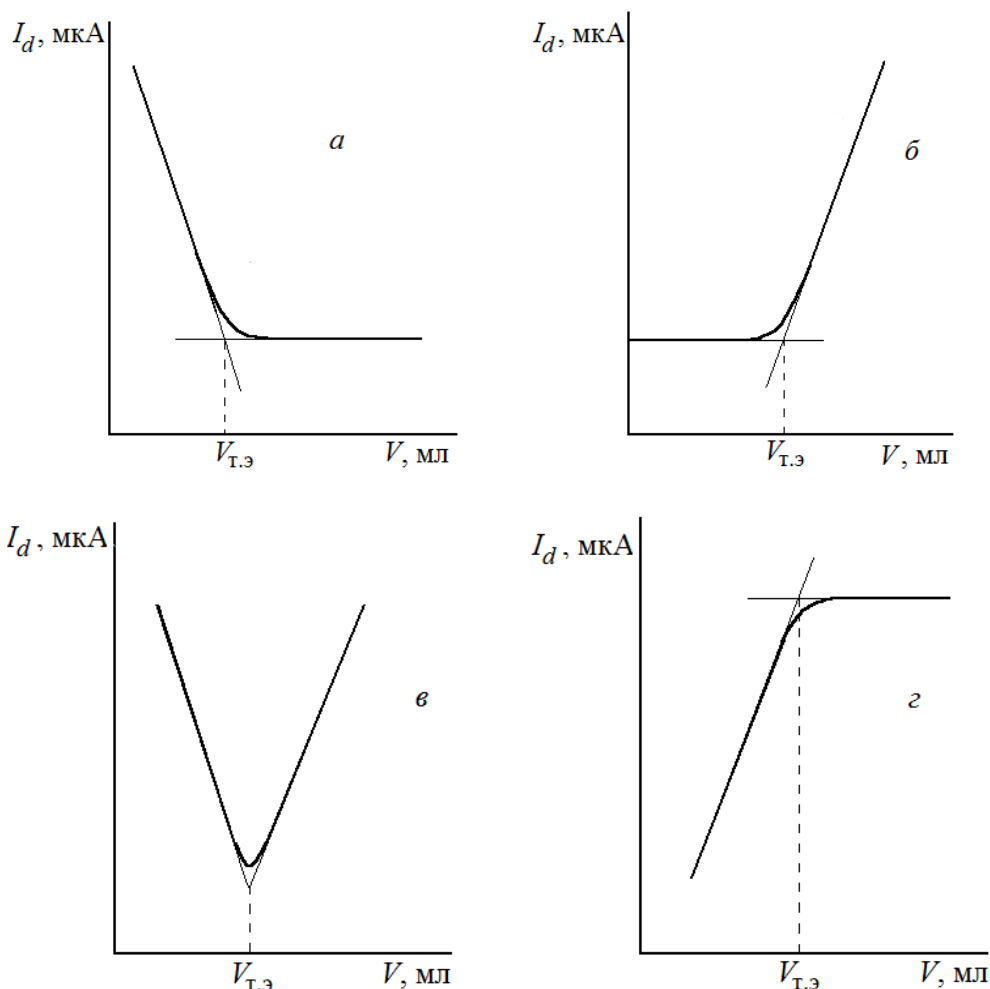 I_d, мкА
а
V_т.э
V, мл
I_d, мкА
б
V_т.э
V, мл
I_d, мкА
в
V_т.э
V, мл
I_d, мкА
г
V_т.э
V, мл